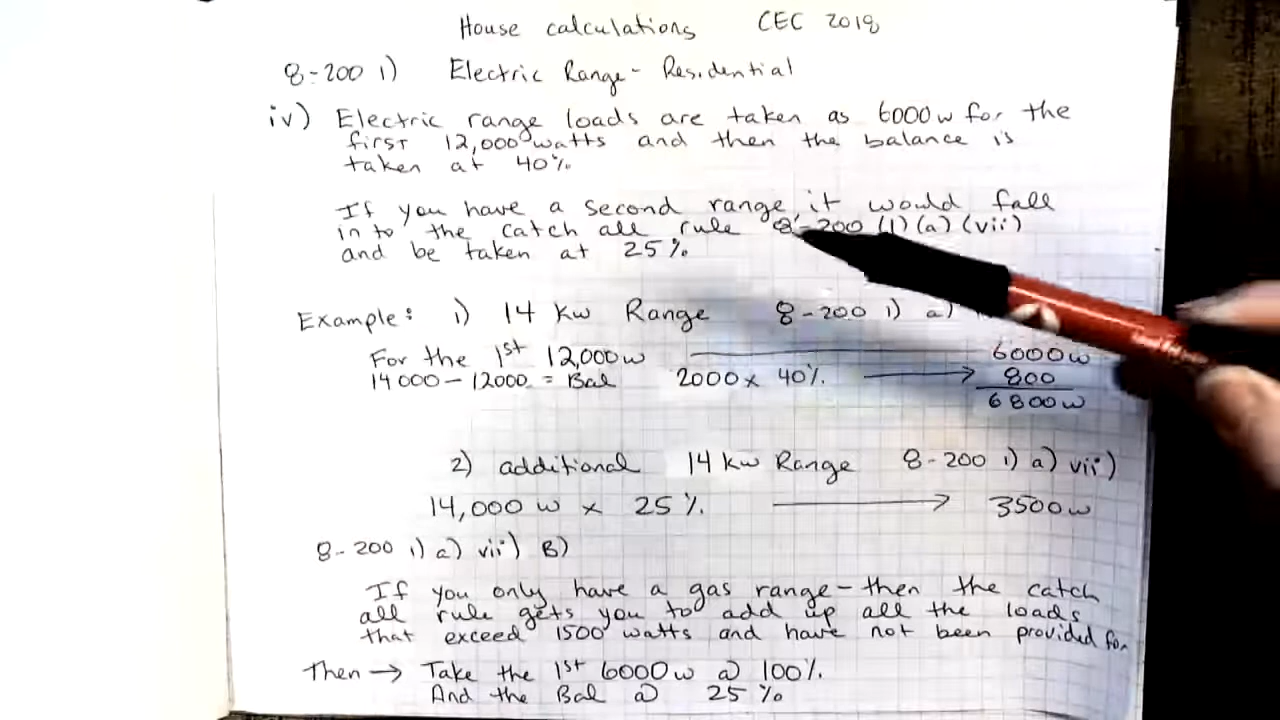 House calculations CEC 2018
8-200 1) Electric Range - Residential
iv) Electric range loads are taken as 6000w for the
first 12,000 watts and then the balance is
taken at 40%
If you have a second range it would fall
in to the catch all rule 8-200 (1)(a)(vii)
and be taken at 25%
Example: 1) 14 kw Range 8-200 1) a)
For the 1st 12,000w 6000w
14000 - 12000 = Bal 2000 x 40% → 800
6800w
2) additional 14 kw Range 8-200 1) a) vii)
14,000 w x 25% → 3500w
8-200 1) a) vii) B)
If you only have a gas range - then the catch
all rule gets you to add up all the loads
that exceed 1500 watts and have not been provided for
Then → Take the 1st 6000w @ 100%.
And the Bal @ 25%